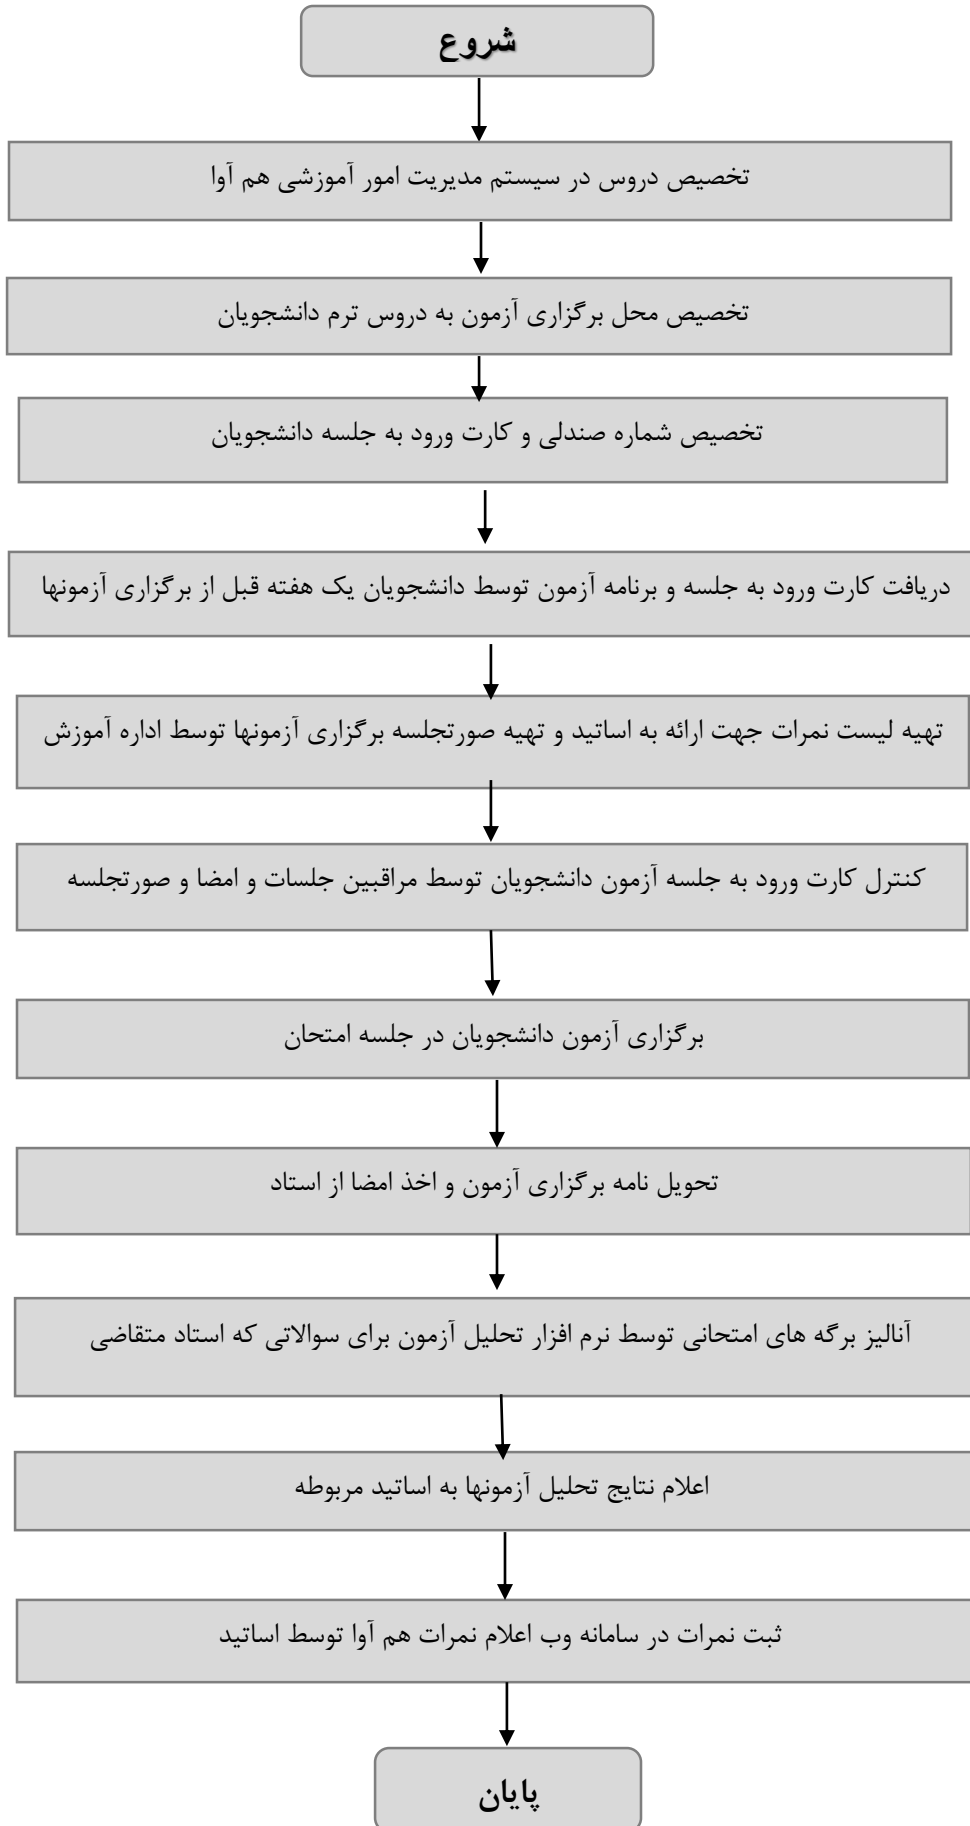 شروع
تخصیص دروس در سیستم مدیریت امور آموزشی هم آوا
تخصیص محل برگزاری آزمون به دروس ترم دانشجویان
تخصیص شماره صندلی و کارت ورود به جلسه دانشجویان
دریافت کارت ورود به جلسه و برنامه آزمون توسط دانشجویان یک هفته قبل از برگزاری آزمونها
تهیه لیست نمرات جهت ارائه به اساتید و تهیه صورتجلسه برگزاری آزمونها توسط اداره آموزش
کنترل کارت ورود به جلسه آزمون دانشجویان توسط مراقبین جلسات و امضا و صورتجلسه
برگزاری آزمون دانشجویان در جلسه امتحان
تحویل نامه برگزاری آزمون و اخذ امضا از استاد
آنالیز برگه های امتحانی توسط نرم افزار تحلیل آزمون برای سوالاتی که استاد متقاضی
اعلام نتایج تحلیل آزمونها به اساتید مربوطه
ثبت نمرات در سامانه وب اعلام نمرات هم آوا توسط اساتید
پایان